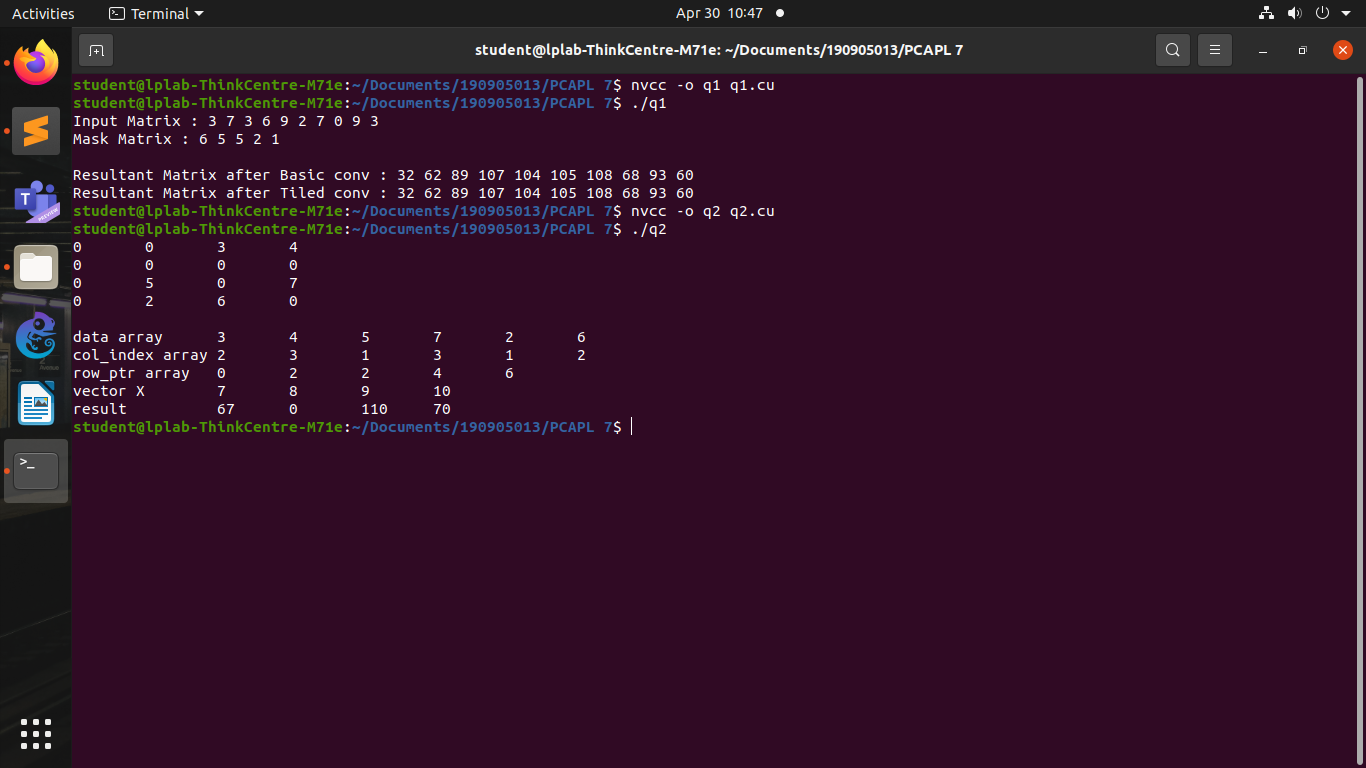 Activities Terminal Apr 30 10:47
student@lplab-ThinkCentre-M71e: ~/Documents/190905013/PCAPL 7
student@lplab-ThinkCentre-M71e:~/Documents/190905013/PCAPL 7$ nvcc -o q1 q1.cu
student@lplab-ThinkCentre-M71e:~/Documents/190905013/PCAPL 7$ ./q1
Input Matrix : 3 7 3 6 9 2 7 0 9 3
Mask Matrix : 6 5 5 2 1
Resultant Matrix after Basic conv : 32 62 89 107 104 105 108 68 93 60
Resultant Matrix after Tiled conv : 32 62 89 107 104 105 108 68 93 60
student@lplab-ThinkCentre-M71e:~/Documents/190905013/PCAPL 7$ nvcc -o q2 q2.cu
student@lplab-ThinkCentre-M71e:~/Documents/190905013/PCAPL 7$ ./q2
0 0 3 4
0 0 0 0
0 5 0 7
0 2 6 0
data array 3 4 5 7 2 6
col_index array 2 3 1 3 1 2
row_ptr array 0 2 2 4 6
vector X 7 8 9 10
result 67 0 110 70
student@lplab-ThinkCentre-M71e:~/Documents/190905013/PCAPL 7$